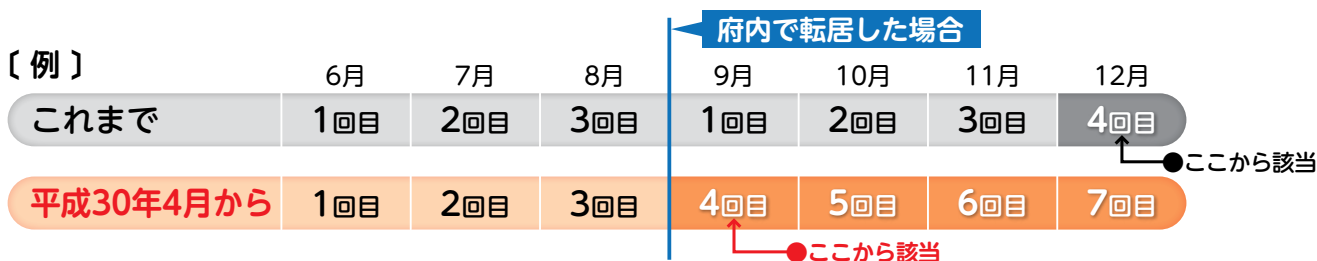 府内で転居した場合
〔例〕
6月 7月 8月 9月 10月 11月 12月
これまで 1回目 2回目 3回目 1回目 2回目 3回目 4回目
ここから該当
平成30年4月から 1回目 2回目 3回目 4回目 5回目 6回目 7回目
ここから該当